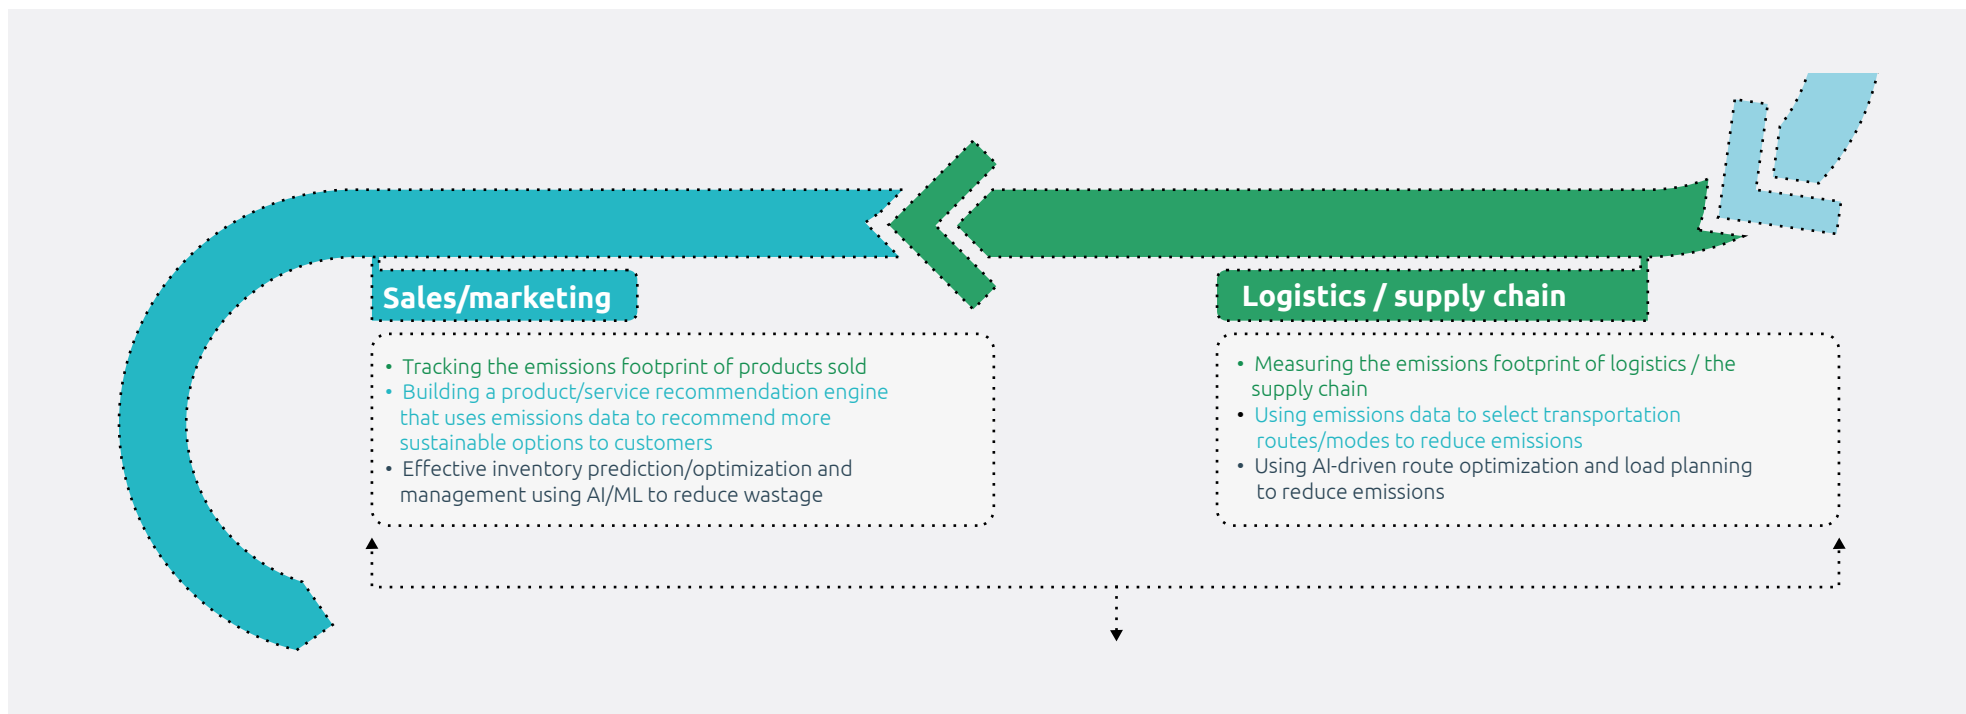 Sales/marketing
• Tracking the emissions footprint of products sold
• Building a product/service recommendation engine
that uses emissions data to recommend more
sustainable options to customers
• Effective inventory prediction/optimization and
management using AI/ML to reduce wastage
Logistics / supply chain
• Measuring the emissions footprint of logistics / the
supply chain
• Using emissions data to select transportation
routes/modes to reduce emissions
• Using AI-driven route optimization and load planning
to reduce emissions